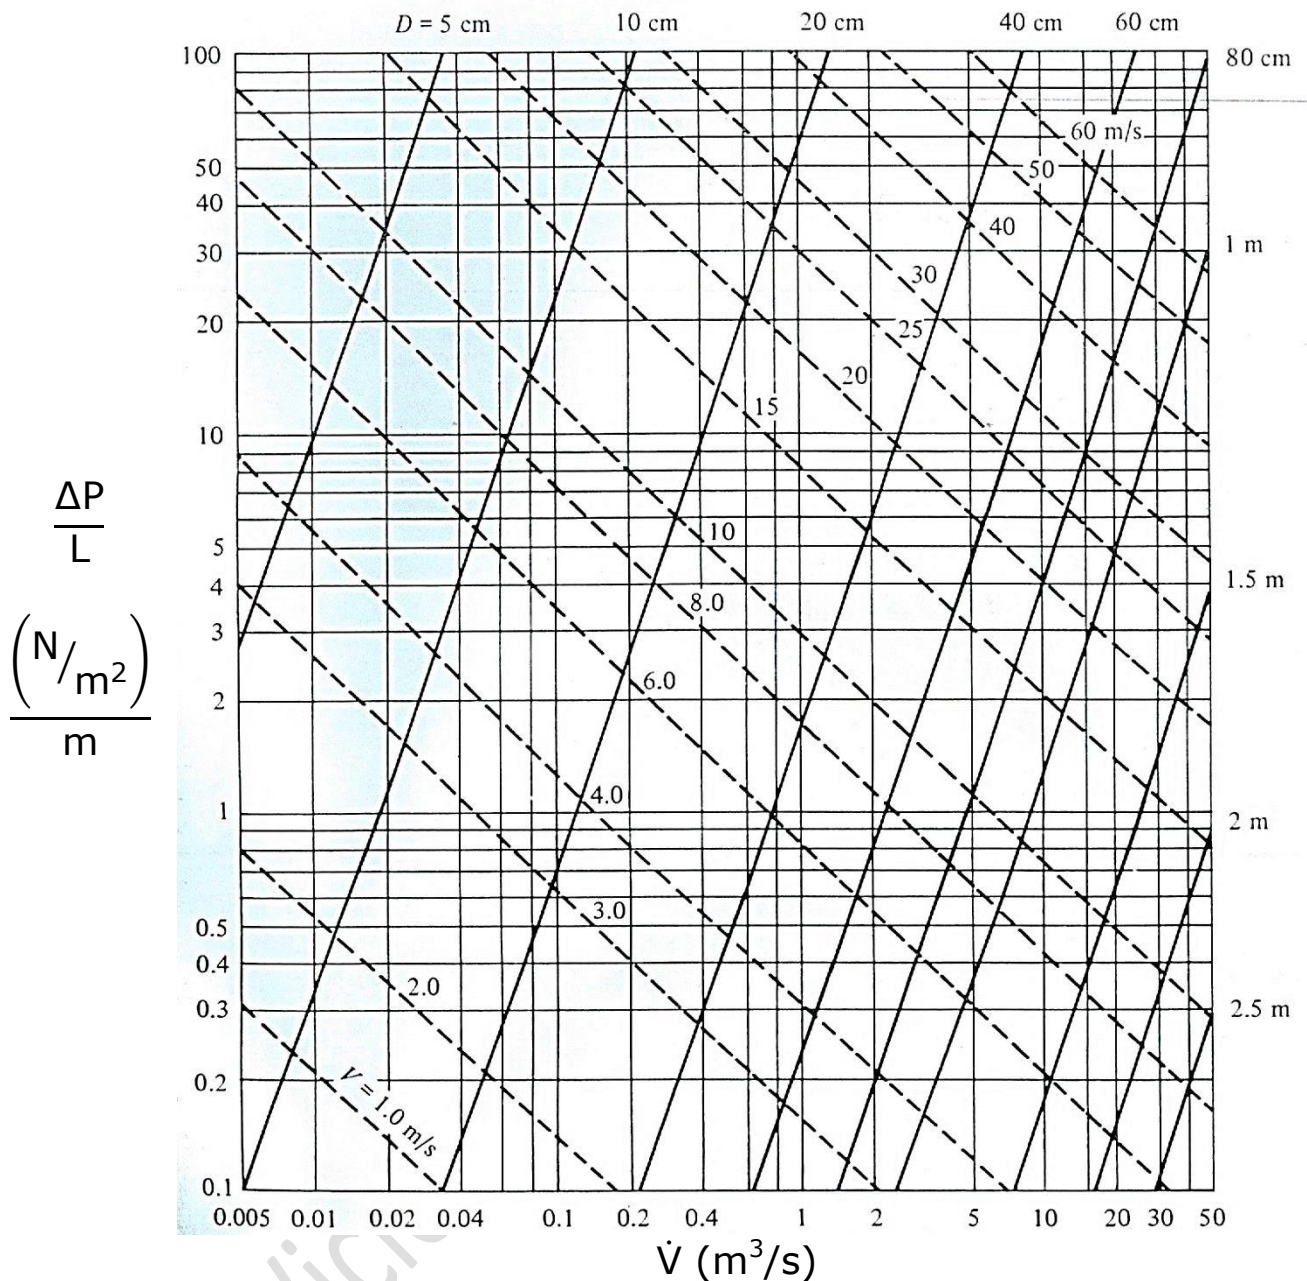 D = 5 cm 10 cm 20 cm 40 cm 60 cm
100 80 cm
60 m/s
50 50
40 40
30 30 1 m
20 25
20
15
10
10
ΔP
L
5
4 8.0 1.5 m
(N/m²)
m
3
2 6.0
1 4.0 2 m
0.5 3.0
0.4 2.0
0.3 2.5 m
0.2 V = 1.0 m/s
0.1
0.005 0.01 0.02 0.04 0.1 0.2 0.4 1 2 5 10 20 30 50
V̇ (m³/s)